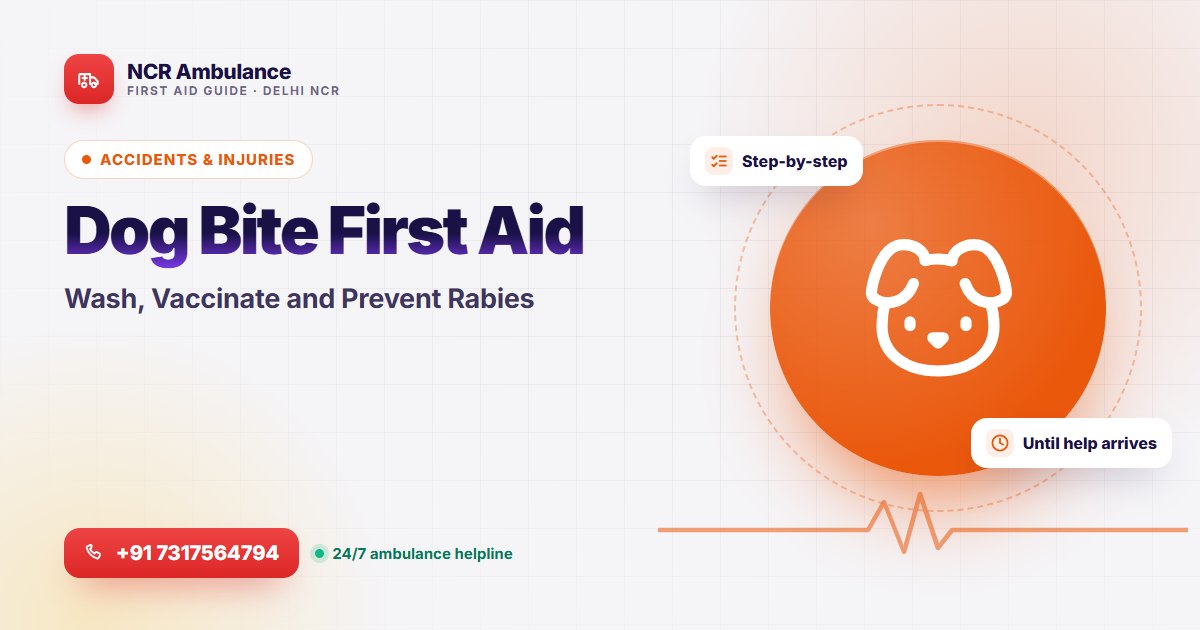 NCR Ambulance
FIRST AID GUIDE · DELHI NCR
ACCIDENTS & INJURIES
Dog Bite First Aid
Wash, Vaccinate and Prevent Rabies
Step-by-step
Until help arrives
+91 7317564794
24/7 ambulance helpline